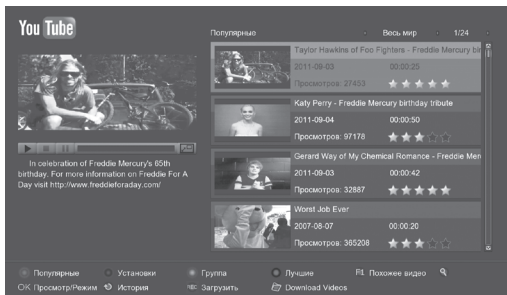 You Tube
Популярные Весь мир 1/24
Taylor Hawkins of Foo Fighters - Freddie Mercury bir
2011-09-03 00:00:25
Просмотров: 27453
Katy Perry - Freddie Mercury birthday tribute
2011-09-04 00:00:50
Просмотров: 97178
Gerard Way of My Chemical Romance - Freddie Mer
2011-09-03 00:00:42
Просмотров: 32887
Worst Job Ever
2007-08-07 00:00:20
Просмотров: 365208
In celebration of Freddie Mercury's 65th
birthday. For more information on Freddie For A
Day visit http://www.freddieforaday.com/
Популярные Установки Группа Лучшие Похожее видео
OK Просмотр/Режим История REC Загрузить Download Videos